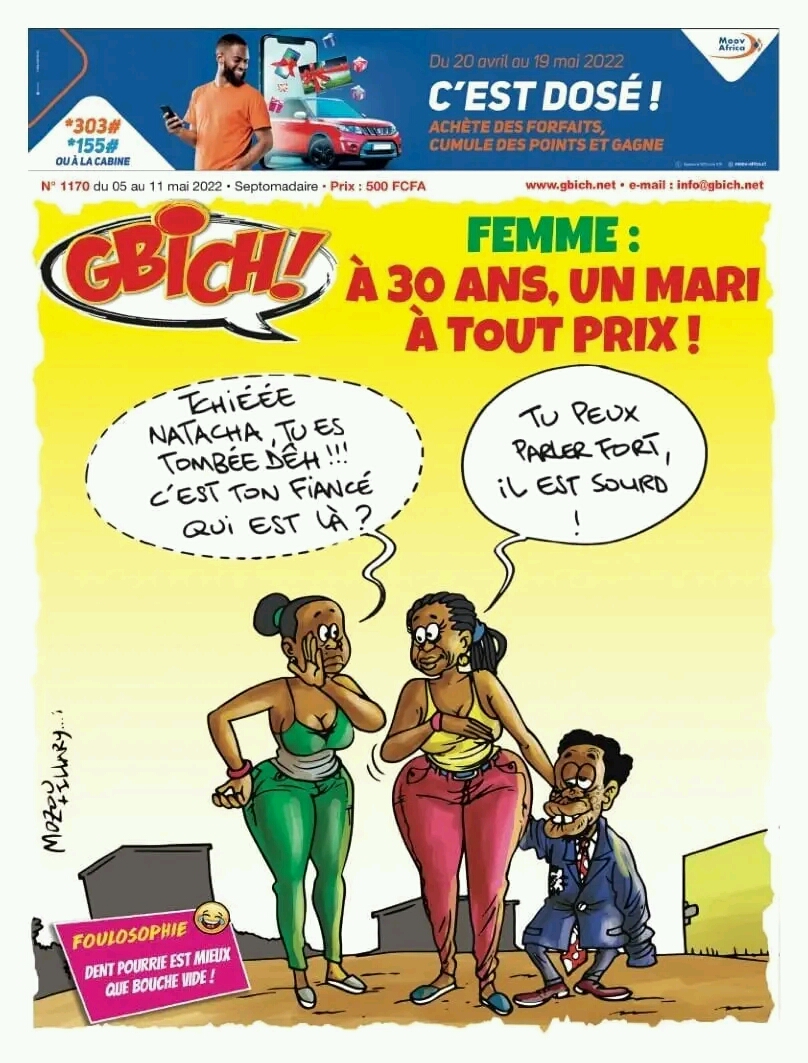 Du 20 avril au 19 mai 2022
C'EST DOSÉ !
ACHÈTE DES FORFAITS,
CUMULE DES POINTS ET GAGNE
Moov
Africa
*303#
*155#
OU À LA CABINE
N° 1170 du 05 au 11 mai 2022 • Septomadaire • Prix : 500 FCFA
www.gbich.net • e-mail : info@gbich.net
GBICH!
FEMME :
À 30 ANS, UN MARI
À TOUT PRIX !
TCHIÉÉE
NATACHA, TU ES
TOMBÉE DÊH !!!
C'EST TON FIANCÉ
QUI EST LÀ ?
TU PEUX
PARLER FORT,
iL EST SOURD
!
MOZOU
+ ILLARY...
FOULOSOPHIE
DENT POURRIE EST MIEUX
QUE BOUCHE VIDE !